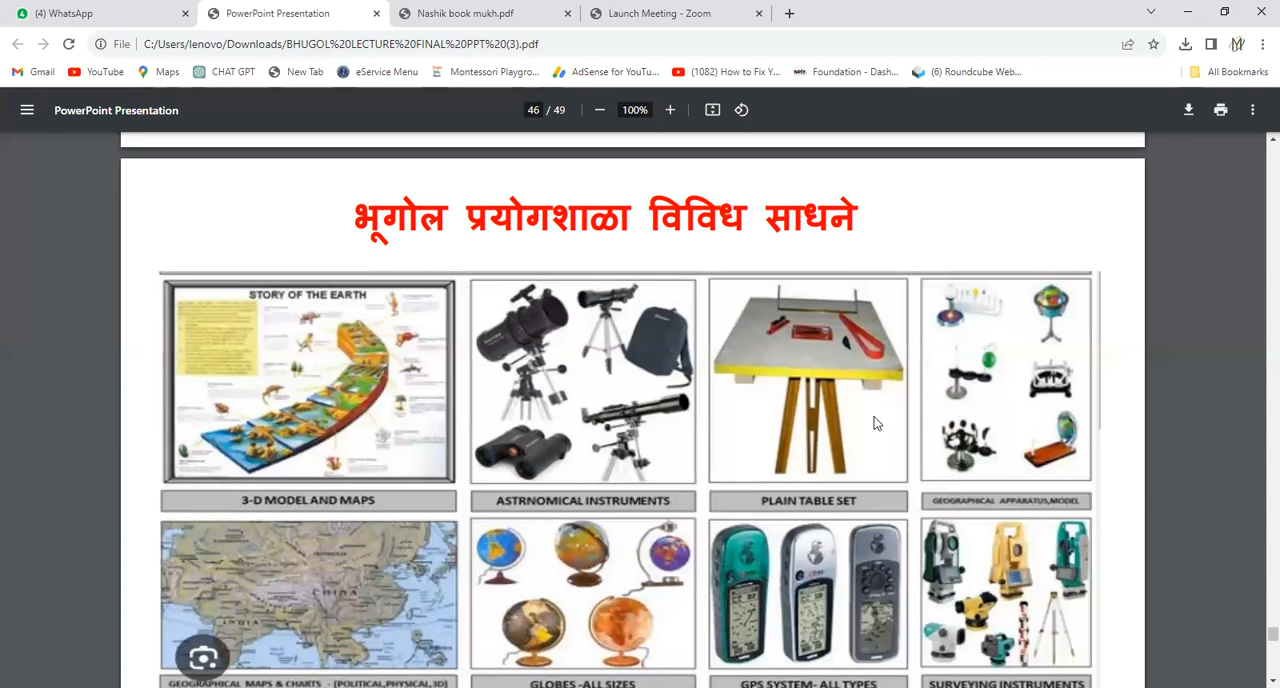 (4) WhatsApp
PowerPoint Presentation
Nashik book mukh.pdf
Launch Meeting - Zoom
File
C:/Users/lenovo/Downloads/BHUGOL%20LECTURE%20FINAL%20PPT%20(3).pdf
Gmail
YouTube
Maps
CHAT GPT
New Tab
eService Menu
Montessori Playgro...
AdSense for YouTu...
(1082) How to Fix Y...
Foundation - Dash...
(6) Roundcube Web...
All Bookmarks
PowerPoint Presentation
46 / 49
100%
भूगोल प्रयोगशाळा विविध साधने
STORY OF THE EARTH
3-D MODEL AND MAPS
ASTRNOMICAL INSTRUMENTS
PLAIN TABLE SET
GEOGRAPHICAL APPARATUS,MODEL
CHINA
INDIA
GEOGRAPHICAL MAPS & CHARTS - (POLITICAL,PHYSICAL,3D)
GLOBES -ALL SIZES
GPS SYSTEM- ALL TYPES
SURVEYING INSTRUMENTS